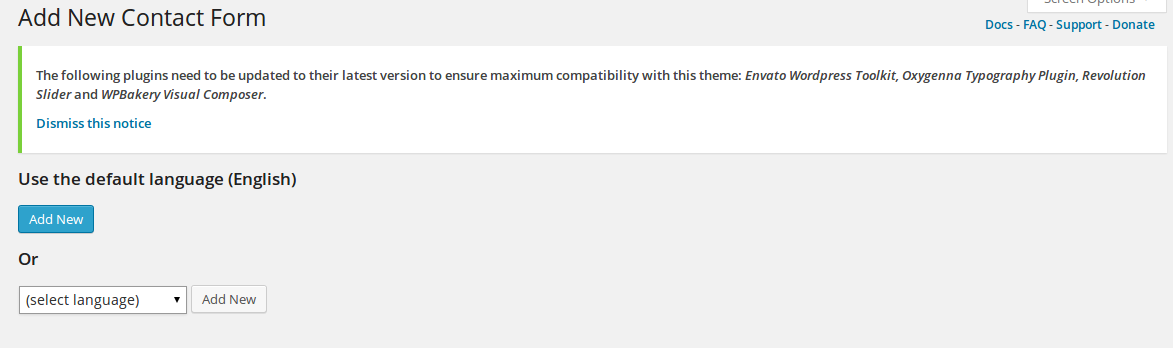 Screen Options
Add New Contact Form
Docs - FAQ - Support - Donate
The following plugins need to be updated to their latest version to ensure maximum compatibility with this theme: Envato Wordpress Toolkit, Oxygenna Typography Plugin, Revolution
Slider and WPBakery Visual Composer.
Dismiss this notice
Use the default language (English)
Add New
Or
(select language) Add New